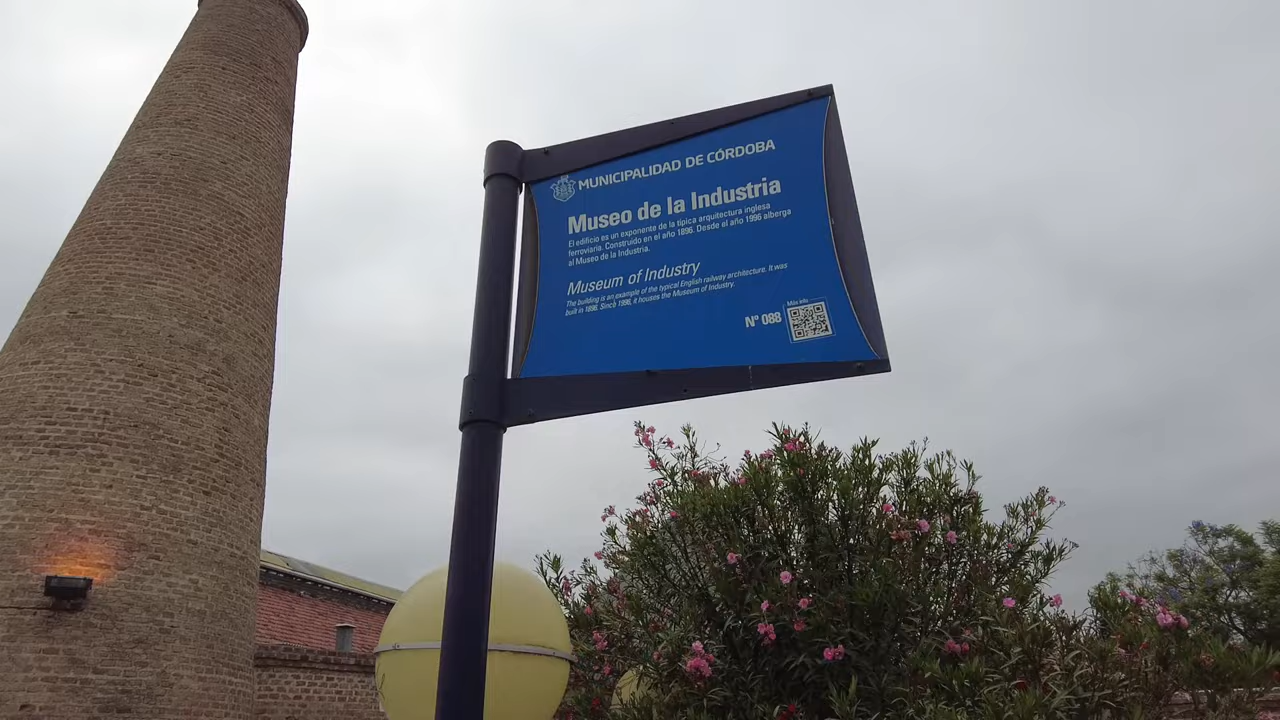 MUNICIPALIDAD DE CÓRDOBA
Museo de la Industria
El edificio es un exponente de la típica arquitectura inglesa
ferroviaria. Construido en el año 1896. Desde el año 1996 alberga
al Museo de la Industria.
Museum of Industry
The building is an example of the typical English railway architecture. It was
built in 1896. Since 1996, it houses the Museum of Industry.
Más info
Nº 088